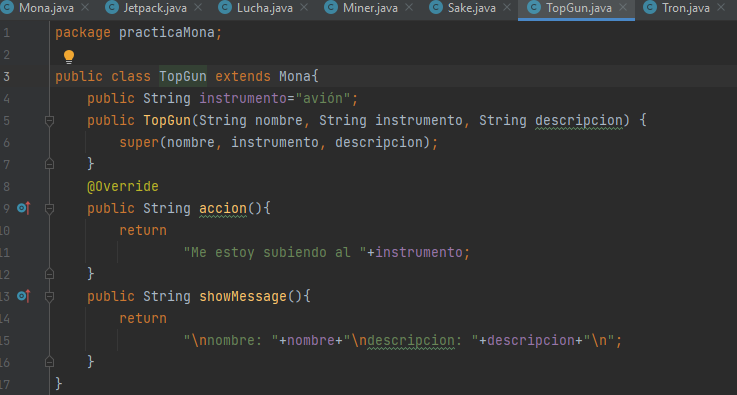 Mona.java Jetpack.java Lucha.java Miner.java Sake.java TopGun.java Tron.java
1 package practicaMona;
2
3 public class TopGun extends Mona{
4 public String instrumento="avión";
5 public TopGun(String nombre, String instrumento, String descripcion) {
6 super(nombre, instrumento, descripcion);
7 }
8 @Override
9 public String accion(){
10 return
11 "Me estoy subiendo al "+instrumento;
12 }
13 public String showMessage(){
14 return
15 "\nnombre: "+nombre+"\ndescripcion: "+descripcion+"\n";
16 }
17 }